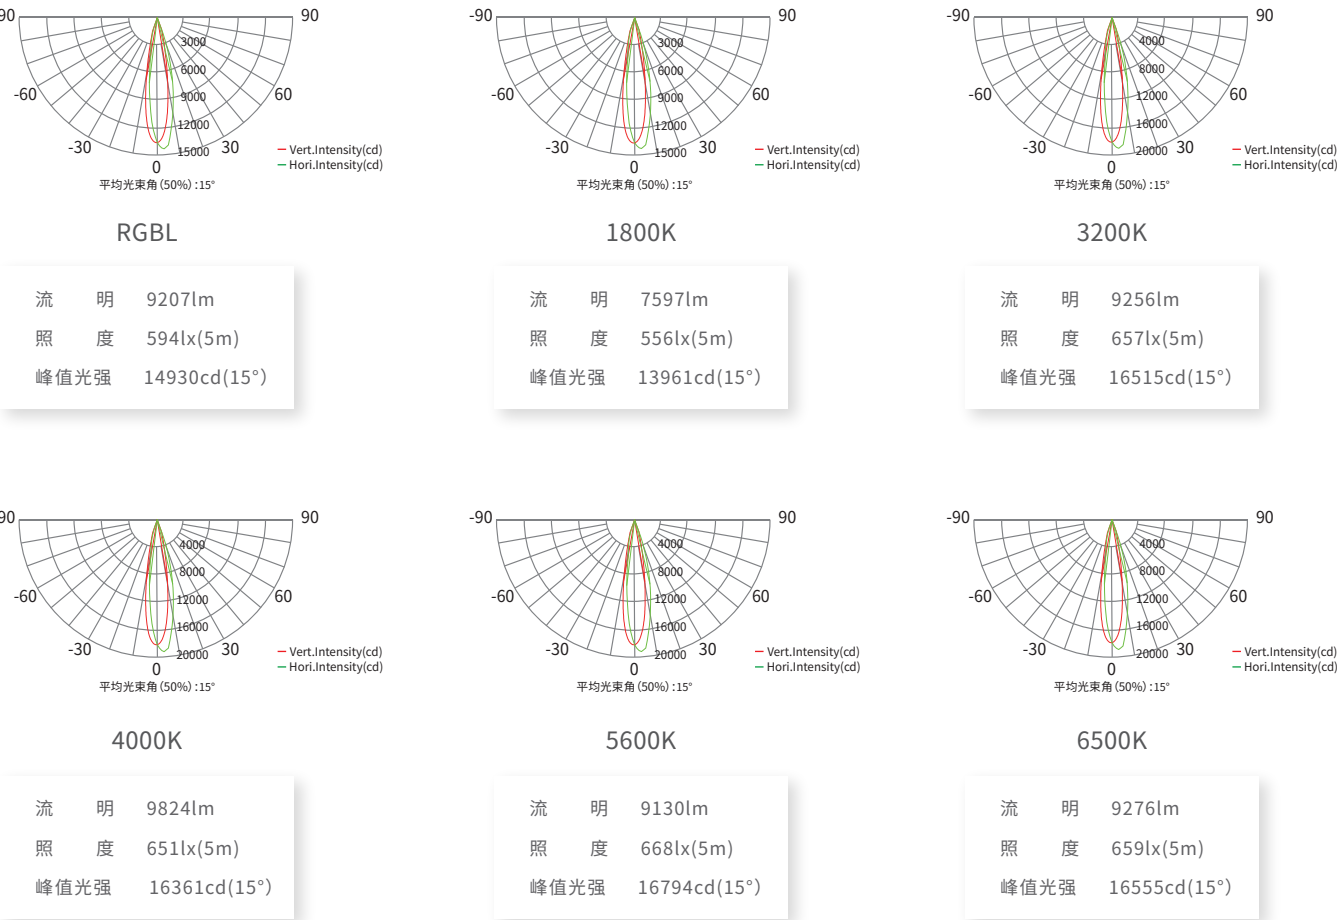 90 90 -90 90 -90 90
3000 3000 4000
6000 6000 8000
-60 9000 60 -60 9000 60 -60 12000 60
12000 12000 16000
-30 15000 30 -30 15000 30 -30 20000 30
Vert.Intensity(cd) Vert.Intensity(cd) Vert.Intensity(cd)
0 Hori.Intensity(cd) 0 Hori.Intensity(cd) 0 Hori.Intensity(cd)
平均光束角(50%):15° 平均光束角(50%):15° 平均光束角(50%):15°
RGBL 1800K 3200K
流 明 9207lm 流 明 7597lm 流 明 9256lm
照 度 594lx(5m) 照 度 556lx(5m) 照 度 657lx(5m)
峰值光强 14930cd(15°) 峰值光强 13961cd(15°) 峰值光强 16515cd(15°)
90 90 -90 90 -90 90
4000 4000 4000
8000 8000 8000
-60 12000 60 -60 12000 60 -60 12000 60
16000 16000 16000
-30 20000 30 -30 20000 30 -30 20000 30
Vert.Intensity(cd) Vert.Intensity(cd) Vert.Intensity(cd)
0 Hori.Intensity(cd) 0 Hori.Intensity(cd) 0 Hori.Intensity(cd)
平均光束角(50%):15° 平均光束角(50%):15° 平均光束角(50%):15°
4000K 5600K 6500K
流 明 9824lm 流 明 9130lm 流 明 9276lm
照 度 651lx(5m) 照 度 668lx(5m) 照 度 659lx(5m)
峰值光强 16361cd(15°) 峰值光强 16794cd(15°) 峰值光强 16555cd(15°)